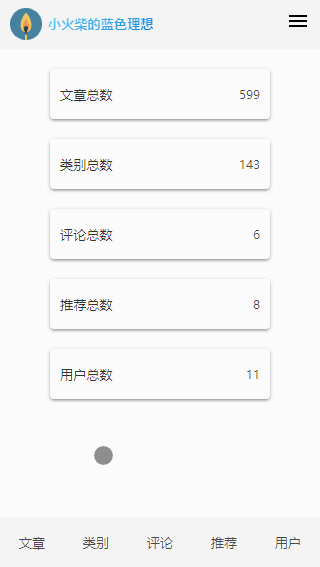 小火柴的蓝色理想
文章总数 599
类别总数 143
评论总数 6
推荐总数 8
用户总数 11
文章 类别 评论 推荐 用户